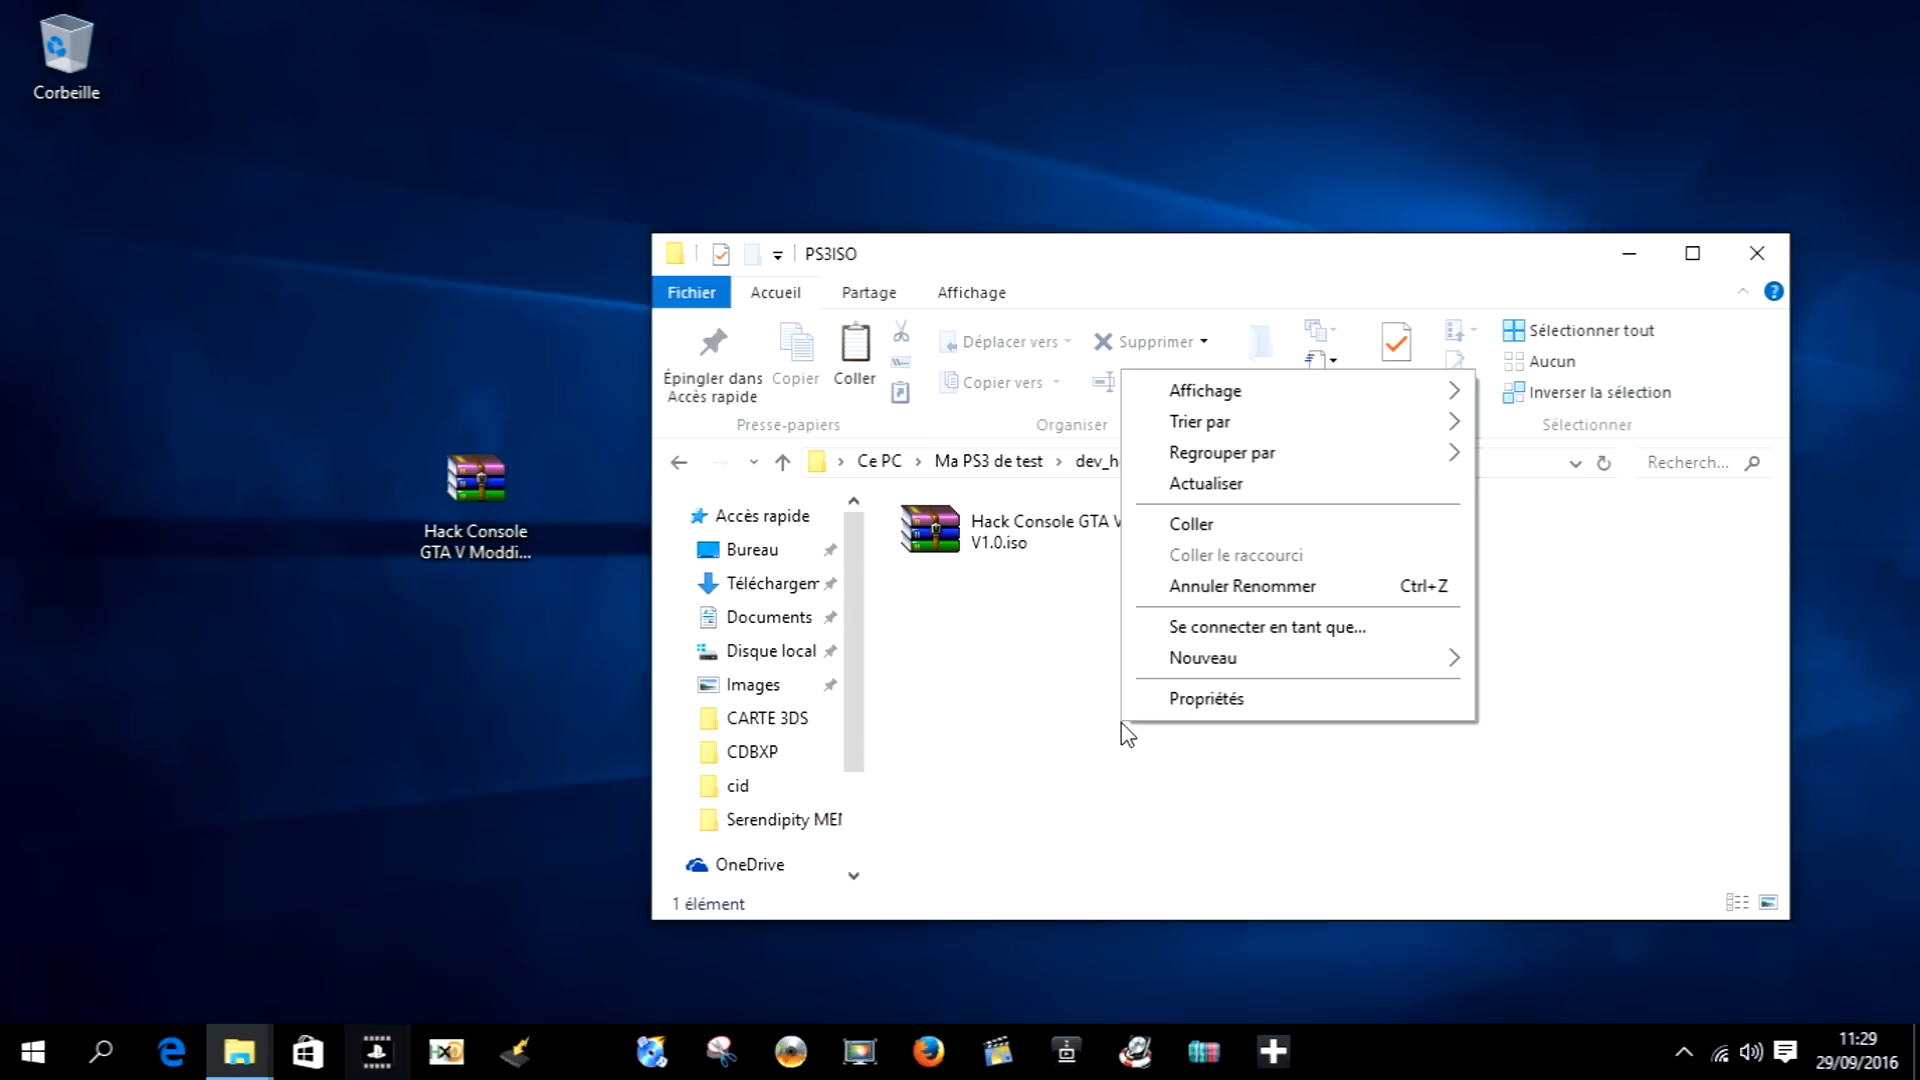 Corbeille
Hack Console
GTA V Moddi...
PS3ISO
Fichier
Accueil
Partage
Affichage
Épingler dans
Accès rapide
Copier
Coller
Déplacer vers
Copier vers
Supprimer
Sélectionner tout
Aucun
Inverser la sélection
Presse-papiers
Organiser
Sélectionner
Ce PC
Ma PS3 de test
dev_h
Recherch...
Accès rapide
Bureau
Téléchargem
Documents
Disque local
Images
CARTE 3DS
CDBXP
cid
Serendipity MEM
OneDrive
Hack Console GTA V
V1.0.iso
Affichage
Trier par
Regrouper par
Actualiser
Coller
Coller le raccourci
Annuler Renommer Ctrl+Z
Se connecter en tant que...
Nouveau
Propriétés
1 élément
11:29
29/09/2016